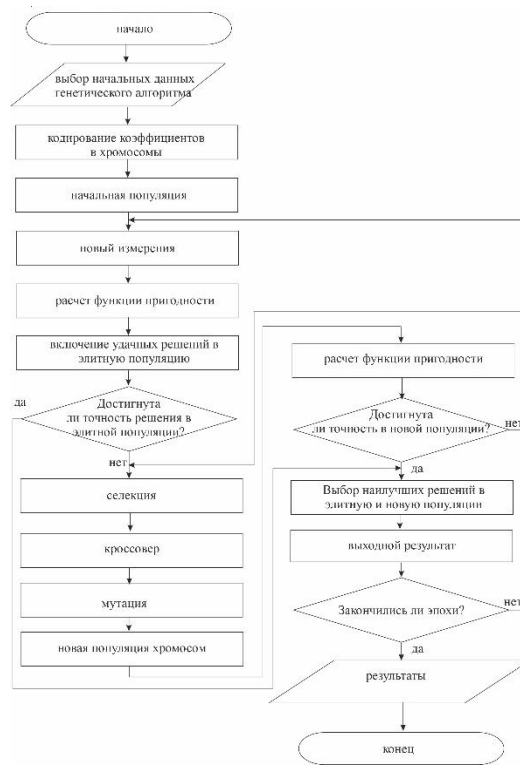 начало
выбор начальных данных
генетического алгоритма
кодирование коэффициентов
в хромосомы
начальная популяция
новый измерения
расчет функции пригодности
включение удачных решений в
элитную популяцию
да
Достигнута
ли точность решения в
элитной популяции?
нет
селекция
кроссовер
мутация
новая популяция хромосом
расчет функции пригодности
Достигнута
ли точность в новой популяции?
нет
да
Выбор наилучших решений в
элитную и новую популяции
выходной результат
Закончились ли эпохи?
нет
да
результаты
конец